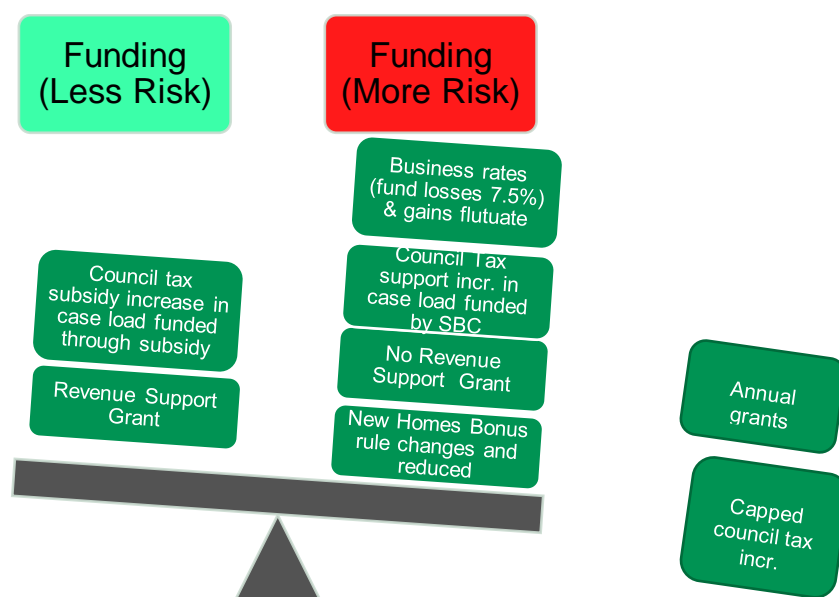 Funding
(Less Risk)
Funding
(More Risk)
Business rates
(fund losses 7.5%)
& gains flutuate
Council tax
subsidy increase in
case load funded
through subsidy
Council Tax
support incr. in
case load funded
by SBC
Revenue Support
Grant
No Revenue
Support Grant
New Homes Bonus
rule changes and
reduced
Annual
grants
Capped
council tax
incr.